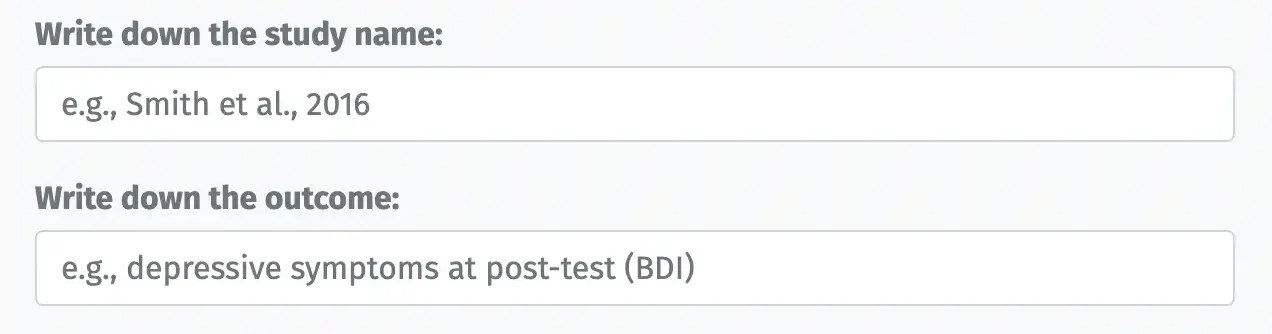 Write down the study name:
e.g., Smith et al., 2016
Write down the outcome:
e.g., depressive symptoms at post-test (BDI)